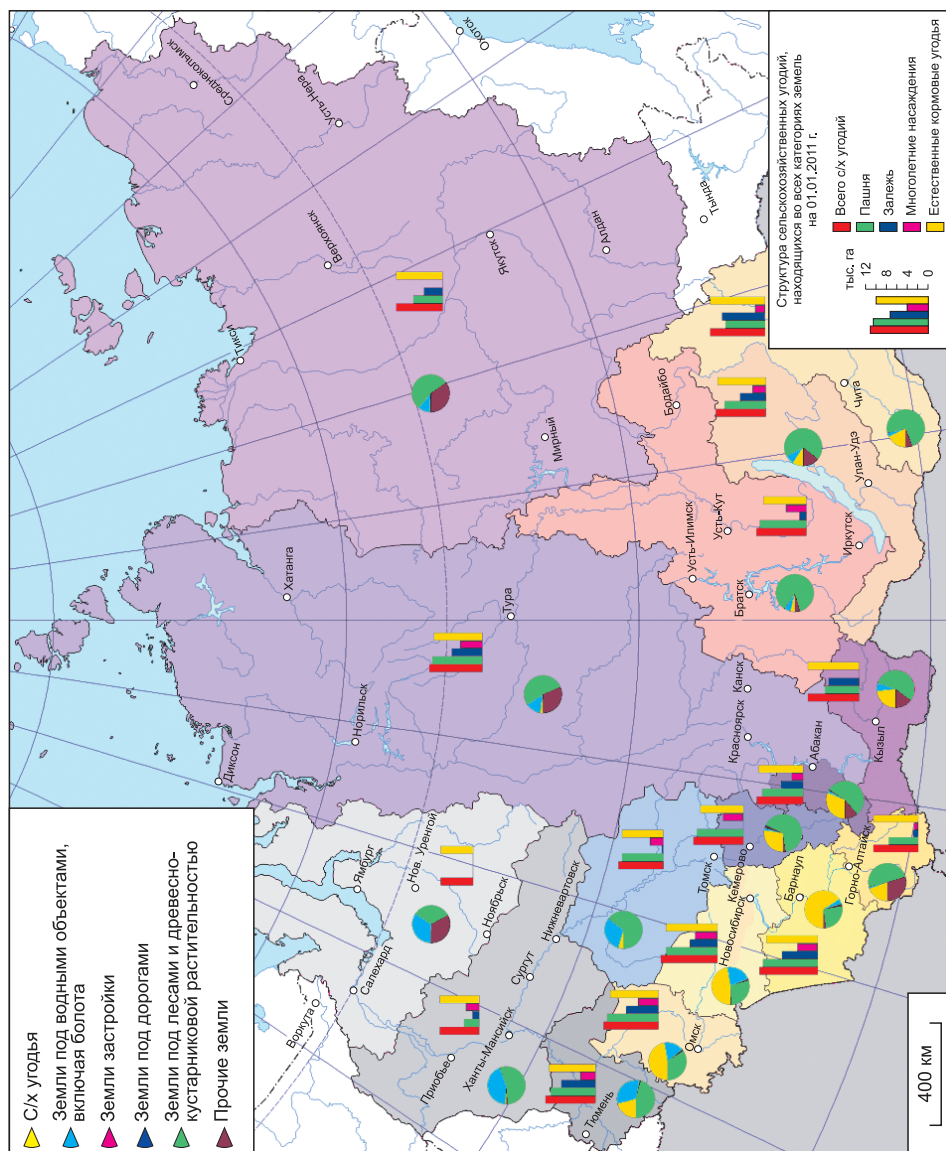 С/х угодья
Земли под водными объектами,
включая болота
Земли застройки
Земли под дорогами
Земли под лесами и древесно-
кустарниковой растительностью
Прочие земли
Среднеколымск
Охотск
Усть-Нера
Верхоянск
Тикси
Якутск
Алдан
Тында
Мирный
Хатанга
Тура
Норильск
Диксон
Бодайбо
Чита
Улан-Удэ
Усть-Кут
Усть-Илимск
Братск
Иркутск
Канск
Красноярск
Абакан
Кызыл
Ямбург
Нов. Уренгой
Ноябрьск
Салехард
Воркута
Нижневартовск
Сургут
Ханты-Мансийск
Приобье
Тюмень
Омск
Томск
Кемерово
Новосибирск
Барнаул
Горно-Алтайск
400 км
Структура сельскохозяйственных угодий,
находящихся во всех категориях земель
на 01.01.2011 г.
тыс. га
12
8
4
0
Всего с/х угодий
Пашня
Залежь
Многолетние насаждения
Естественные кормовые угодья